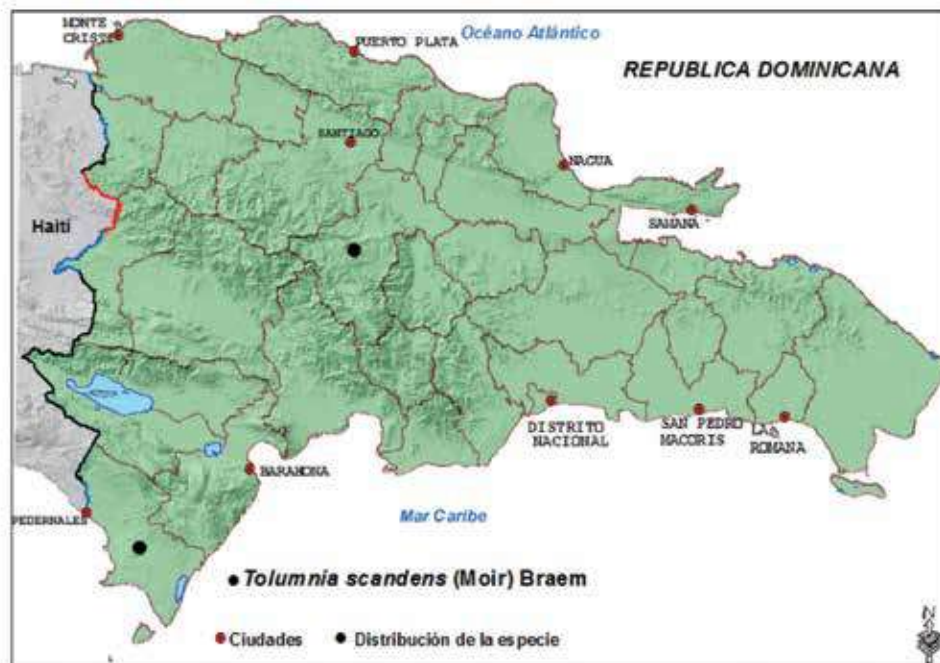 MONTE
CRISTI
PUERTO PLATA
Océano Atlántico
REPUBLICA DOMINICANA
SANTIAGO
NAGUA
SAMANA
Haití
DISTRITO
NACIONAL
SAN PEDRO
MACORIS
LA
ROMANA
BARAHONA
PEDERNALES
Mar Caribe
Tolumnia scandens (Moir) Braem
Ciudades
Distribución de la especie
N